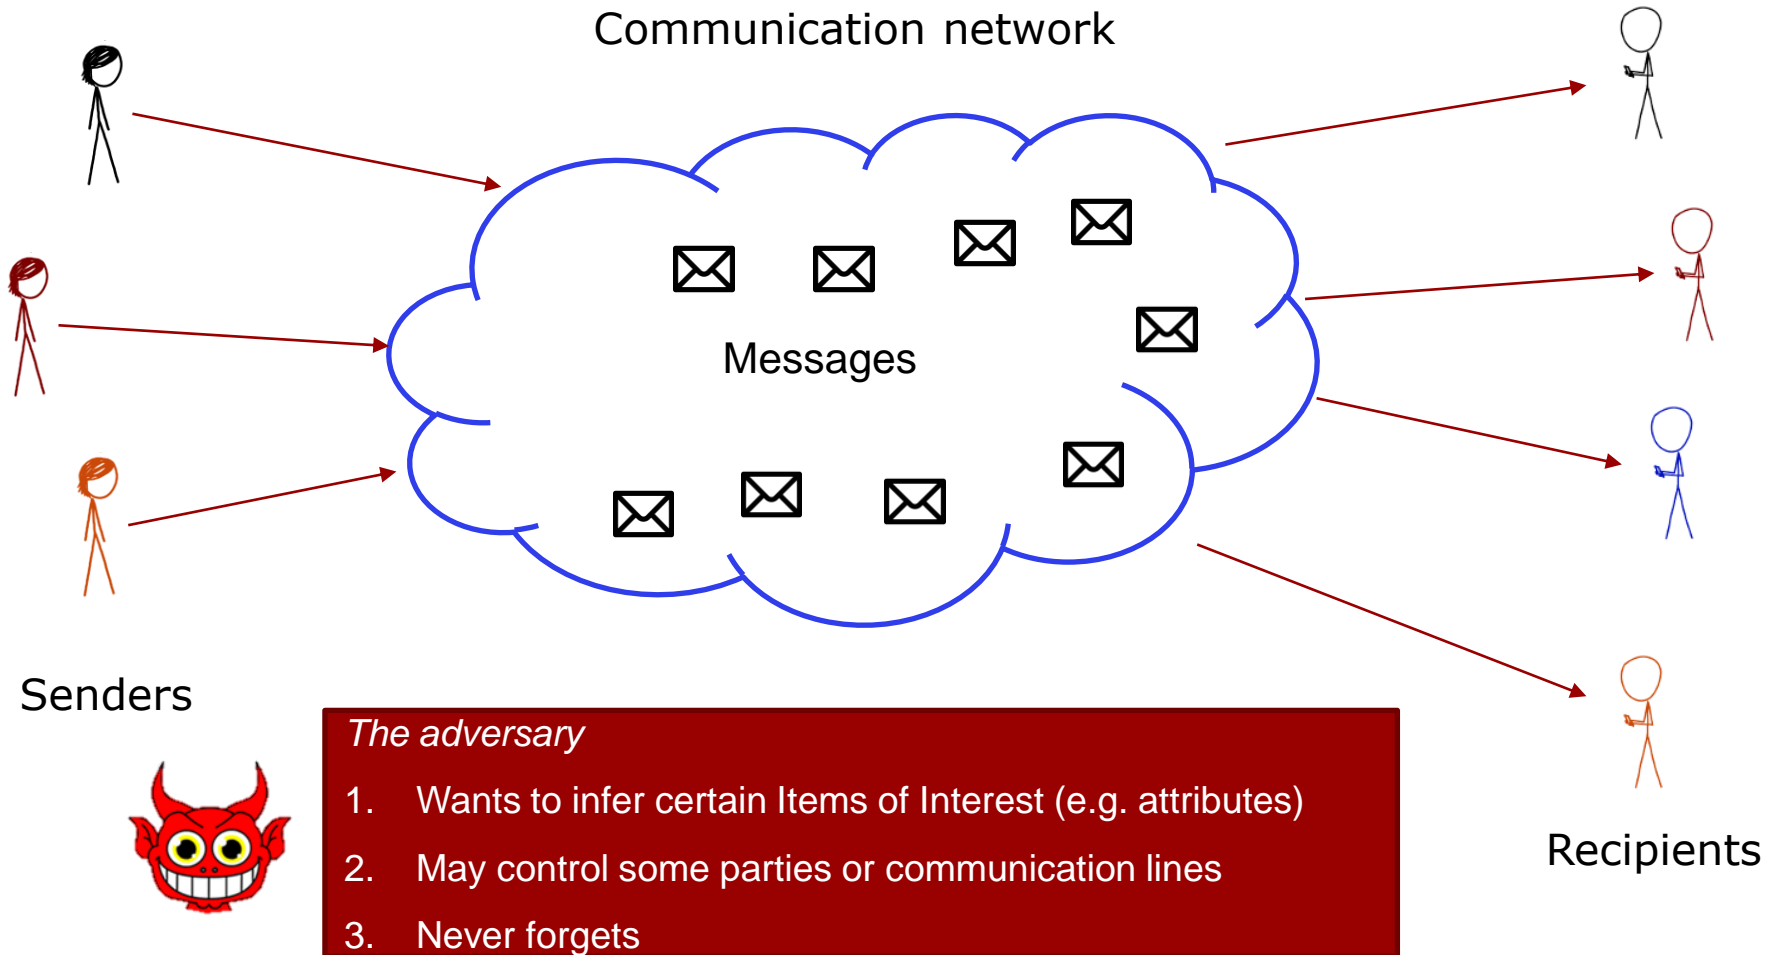 Communication network
Messages
Senders
The adversary
1. Wants to infer certain Items of Interest (e.g. attributes)
2. May control some parties or communication lines
3. Never forgets
Recipients